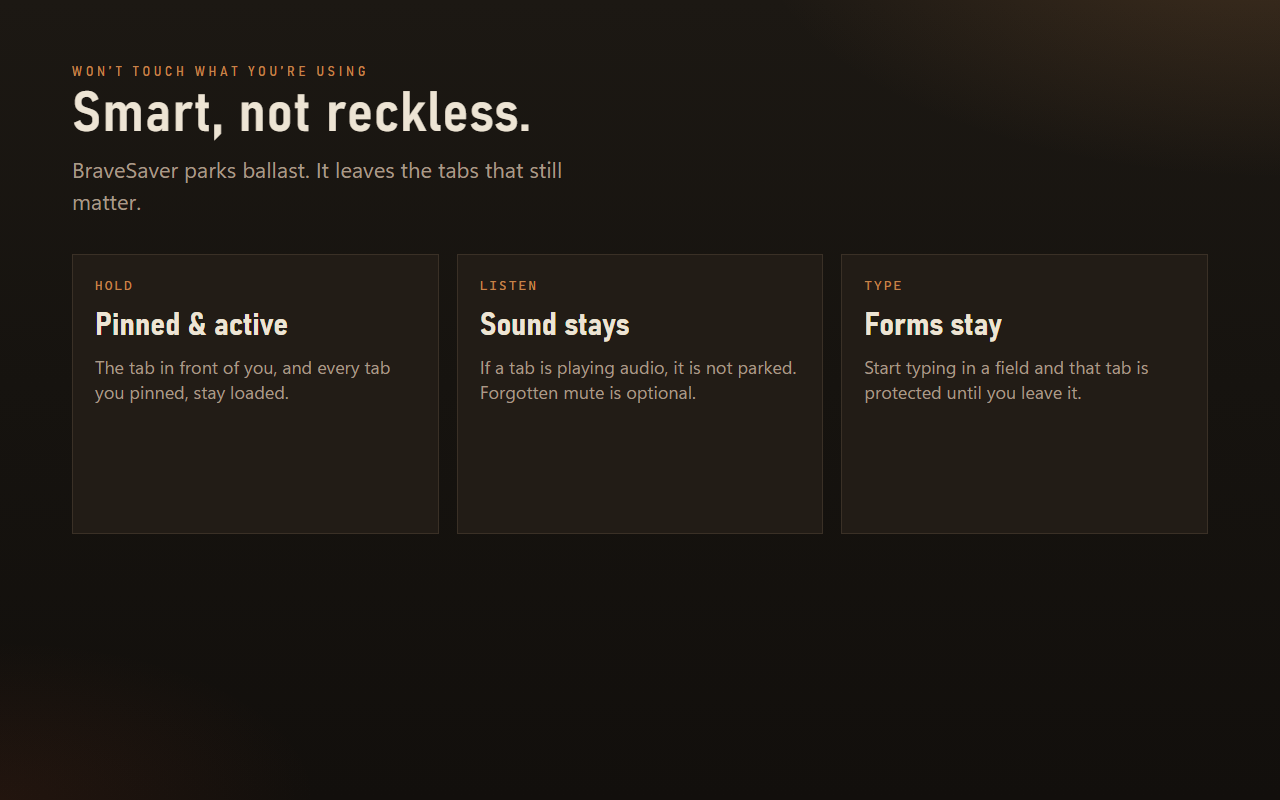 WON'T TOUCH WHAT YOU'RE USING
Smart, not reckless.
BraveSaver parks ballast. It leaves the tabs that still
matter.
HOLD
Pinned & active
The tab in front of you, and every tab
you pinned, stay loaded.
LISTEN
Sound stays
If a tab is playing audio, it is not parked.
Forgotten mute is optional.
TYPE
Forms stay
Start typing in a field and that tab is
protected until you leave it.